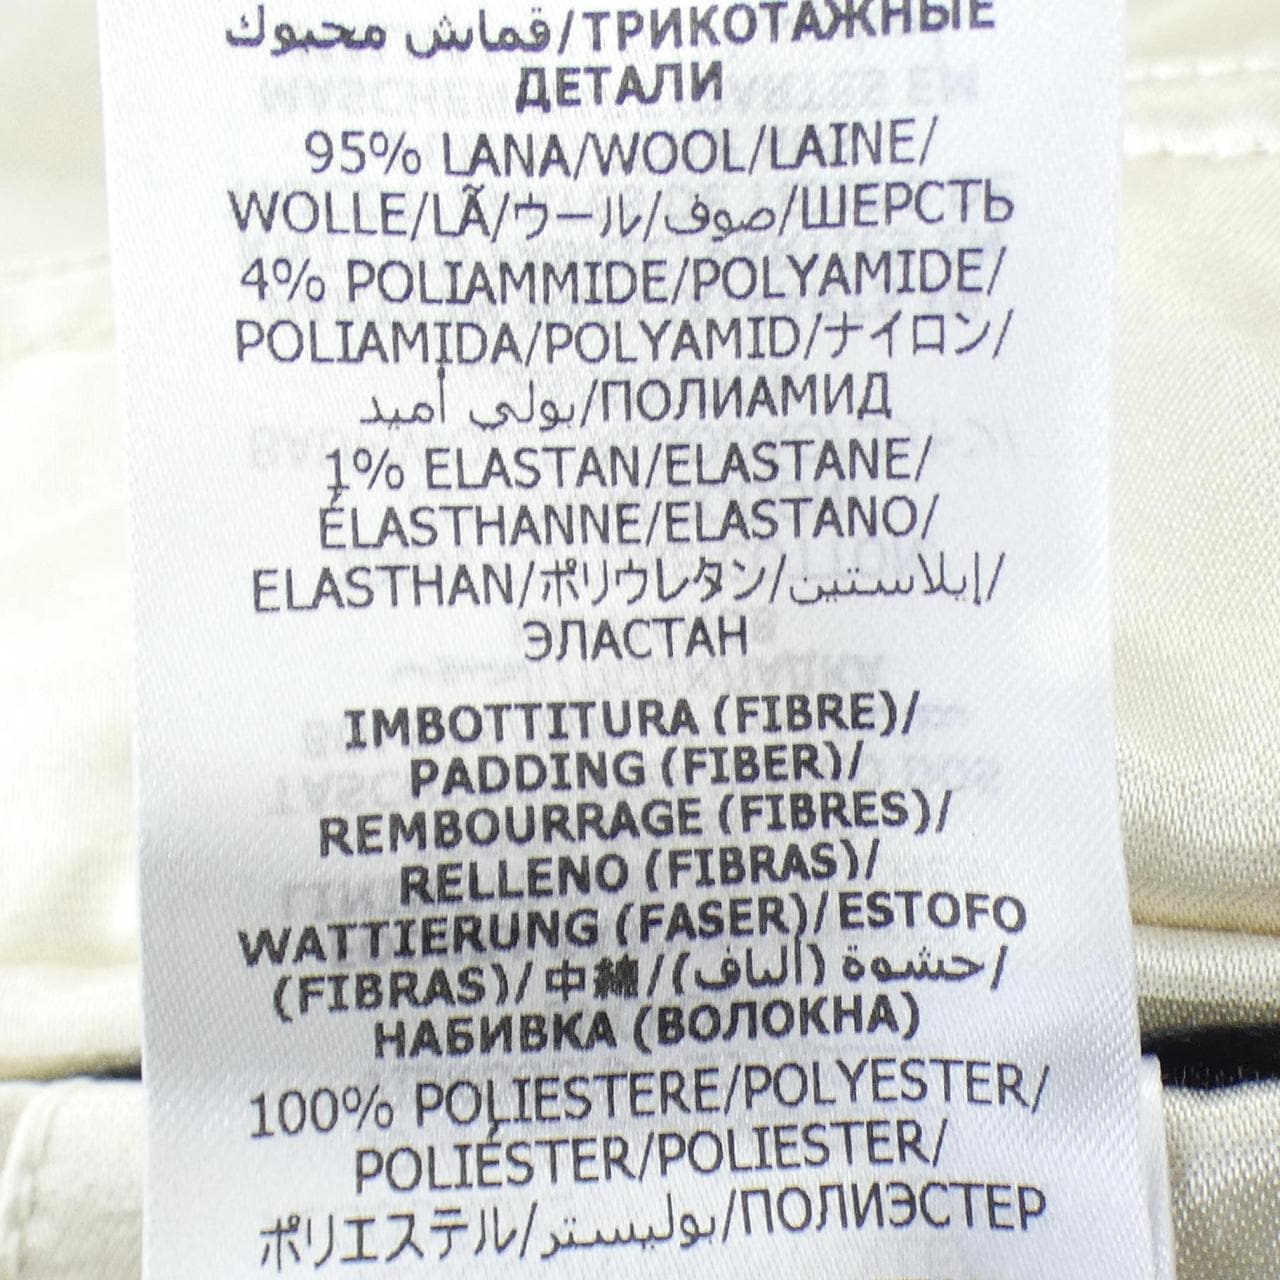 قماش محبوك/ТРИКОТАЖНЫЕ
ДЕТАЛИ
95% LANA/WOOL/LAINE/
WOLLE/LÃ/ウール/صوف/ШЕРСТЬ
4% POLIAMMIDE/POLYAMIDE/
POLIAMIDA/POLYAMID/ナイロン/
بولي أميد/ПОЛИАМИД
1% ELASTAN/ELASTANE/
ÉLASTHANNE/ELASTANO/
ELASTHAN/ポリウレタン/إيلاستين/
ЭЛАСТАН
IMBOTTITURA (FIBRE)/
PADDING (FIBER)/
REMBOURRAGE (FIBRES)/
RELLENO (FIBRAS)/
WATTIERUNG (FASER)/ESTOFO
(FIBRAS)/中綿/حشوة (ألياف)/
НАБИВКА (ВОЛОКНА)
100% POLIESTERE/POLYESTER/
POLIÉSTER/POLIESTER/
ポリエステル/بوليستر/ПОЛИЭСТЕР